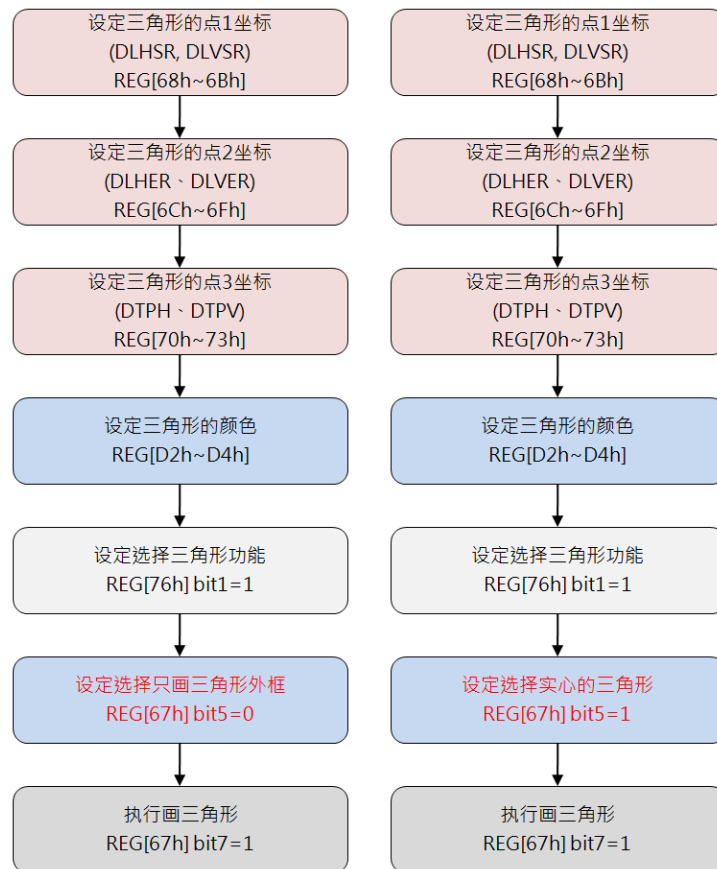 设定三角形的点1坐标
(DLHSR, DLVSR)
REG[68h~6Bh]
设定三角形的点2坐标
(DLHER、DLVER)
REG[6Ch~6Fh]
设定三角形的点3坐标
(DTPH、DTPV)
REG[70h~73h]
设定三角形的颜色
REG[D2h~D4h]
设定选择三角形功能
REG[76h] bit1=1
设定选择只画三角形外框
REG[67h] bit5=0
执行画三角形
REG[67h] bit7=1
设定三角形的点1坐标
(DLHSR, DLVSR)
REG[68h~6Bh]
设定三角形的点2坐标
(DLHER、DLVER)
REG[6Ch~6Fh]
设定三角形的点3坐标
(DTPH、DTPV)
REG[70h~73h]
设定三角形的颜色
REG[D2h~D4h]
设定选择三角形功能
REG[76h] bit1=1
设定选择实心的三角形
REG[67h] bit5=1
执行画三角形
REG[67h] bit7=1